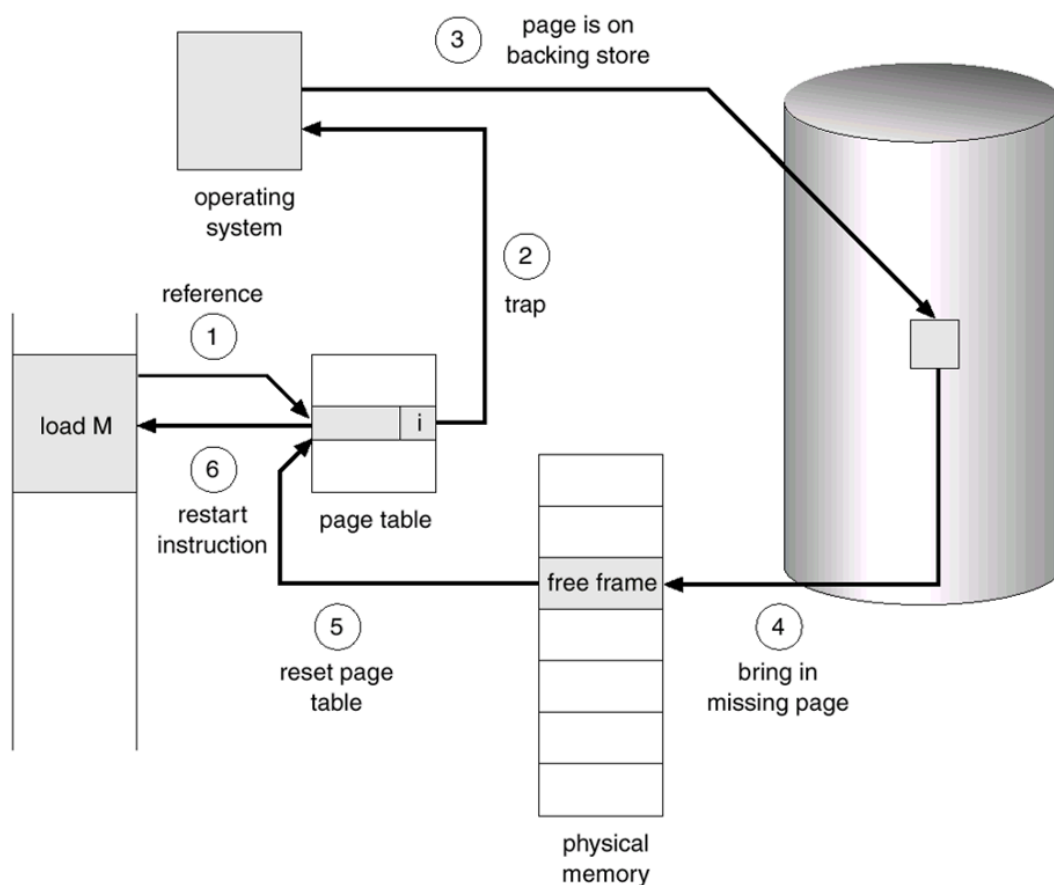 3
page is on
backing store
operating
system
2
trap
reference
1
load M
i
6
restart
instruction
page table
free frame
5
reset page
table
4
bring in
missing page
physical
memory